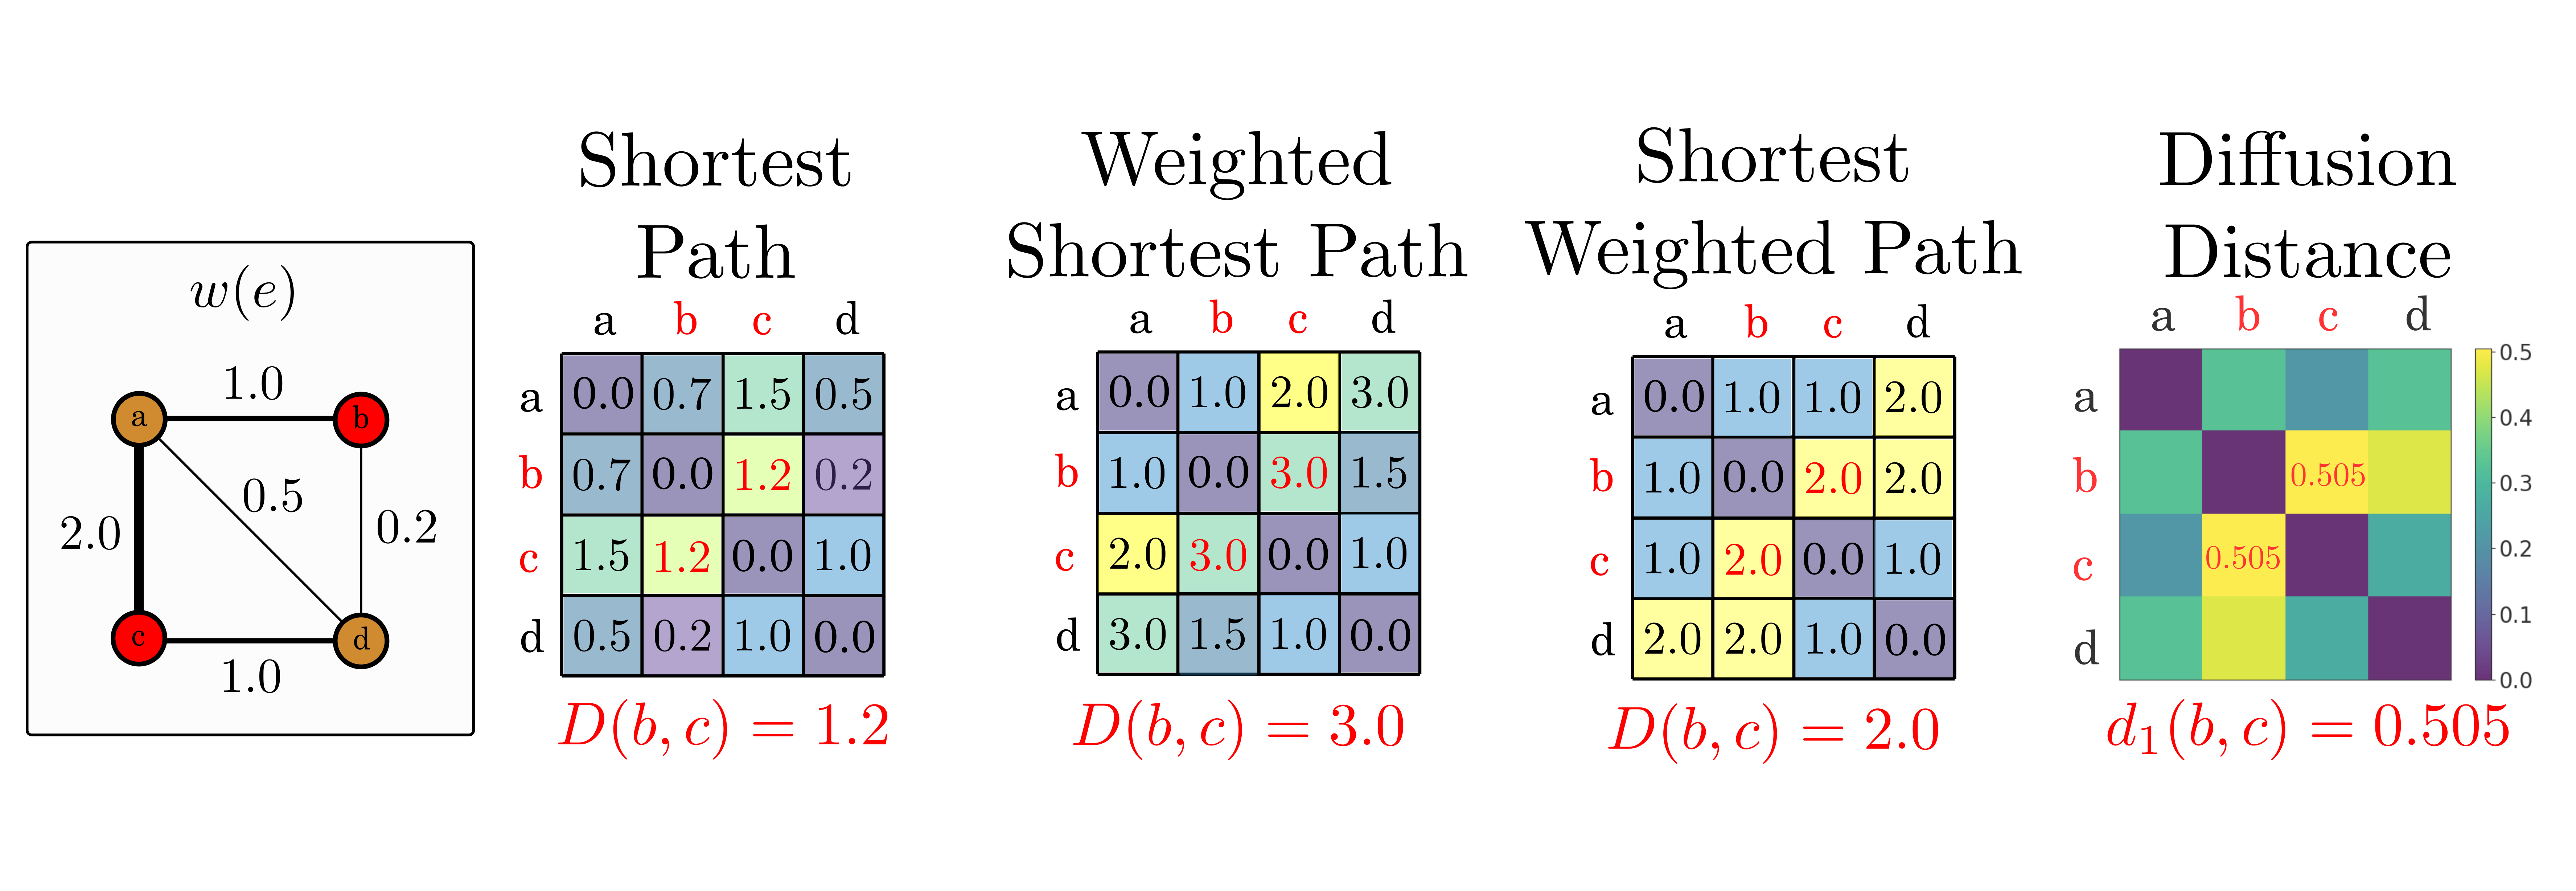 w(e)
1.0
a
b
0.5
2.0
0.2
c
d
1.0
Shortest
Path
a b c d
a 0.0 0.7 1.5 0.5
b 0.7 0.0 1.2 0.2
c 1.5 1.2 0.0 1.0
d 0.5 0.2 1.0 0.0
D(b, c) = 1.2
Weighted
Shortest Path
a b c d
a 0.0 1.0 2.0 3.0
b 1.0 0.0 3.0 1.5
c 2.0 3.0 0.0 1.0
d 3.0 1.5 1.0 0.0
D(b, c) = 3.0
Shortest
Weighted Path
a b c d
a 0.0 1.0 1.0 2.0
b 1.0 0.0 2.0 2.0
c 1.0 2.0 0.0 1.0
d 2.0 2.0 1.0 0.0
D(b, c) = 2.0
Diffusion
Distance
a b c d
a
b 0.505
c 0.505
d
0.5
0.4
0.3
0.2
0.1
0.0
d₁(b, c) = 0.505